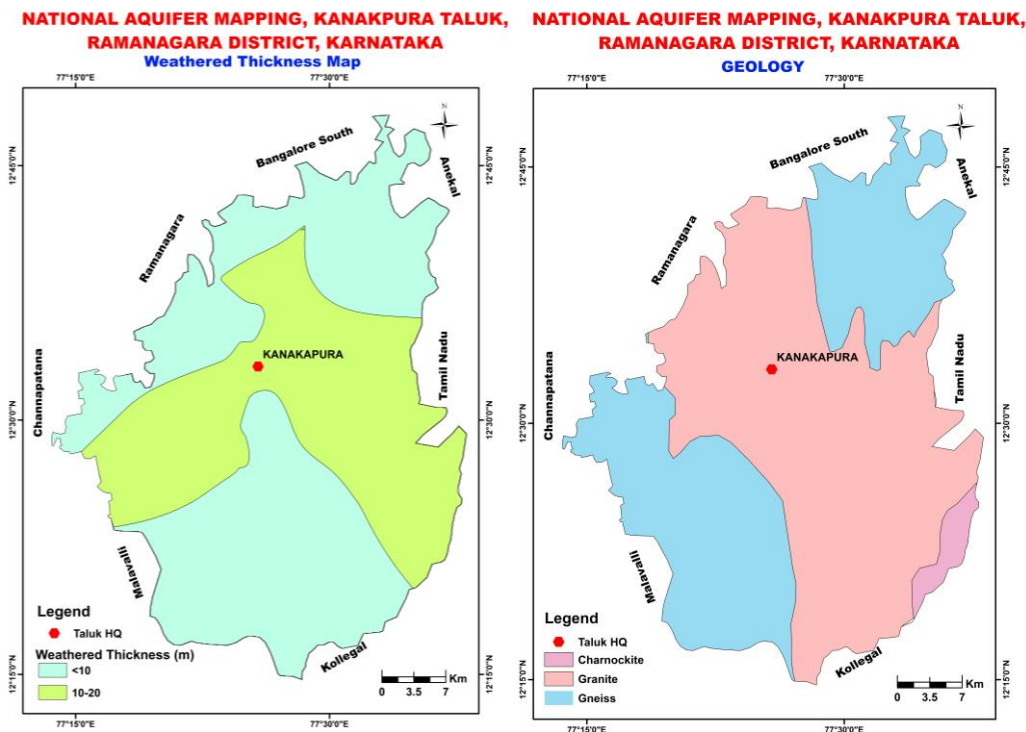 NATIONAL AQUIFER MAPPING, KANAKPURA TALUK,
RAMANAGARA DISTRICT, KARNATAKA
Weathered Thickness Map
77°15'0"E
77°30'0"E
N
Bangalore South
Anekal
12°45'0"N
12°45'0"N
Ramanagara
KANAKAPURA
Channapatana
Tamil Nadu
12°30'0"N
12°30'0"N
Malavalli
Legend
Taluk HQ
Weathered Thickness (m)
<10
10-20
Kollegal
Km
0 3.5 7
12°15'0"N
12°15'0"N
77°15'0"E
77°30'0"E
NATIONAL AQUIFER MAPPING, KANAKPURA TALUK,
RAMANAGARA DISTRICT, KARNATAKA
GEOLOGY
77°15'0"E
77°30'0"E
N
Bangalore South
Anekal
12°45'0"N
12°45'0"N
Ramanagara
KANAKAPURA
Channapatana
Tamil Nadu
12°30'0"N
12°30'0"N
Malavalli
Legend
Taluk HQ
Charnockite
Granite
Gneiss
Kollegal
Km
0 3.5 7
12°15'0"N
12°15'0"N
77°15'0"E
77°30'0"E